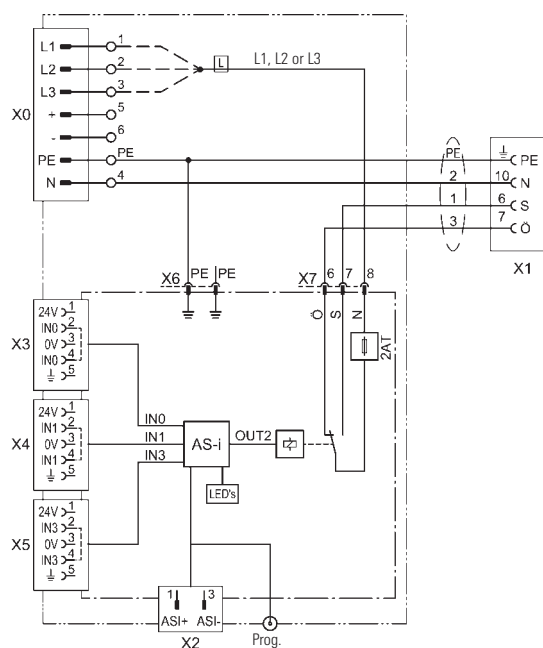 L1 1
L2 2
L3 3
+ 5
- 6
PE PE
N 4
X0
L
L1, L2 or L3
PE
2
1
3
PE
10 N
6 S
7 Ö
X1
X6 PE PE
X7 6 7 8
Ö S N
2AT
X3
24V 1
IN0 2
0V 3
IN0 4
5
X4
24V 1
IN1 2
0V 3
IN1 4
5
X5
24V 1
IN3 2
0V 3
IN3 4
5
IN0
IN1
IN3
AS-i
OUT2
LED's
1 3
ASI+ ASI-
X2
Prog.